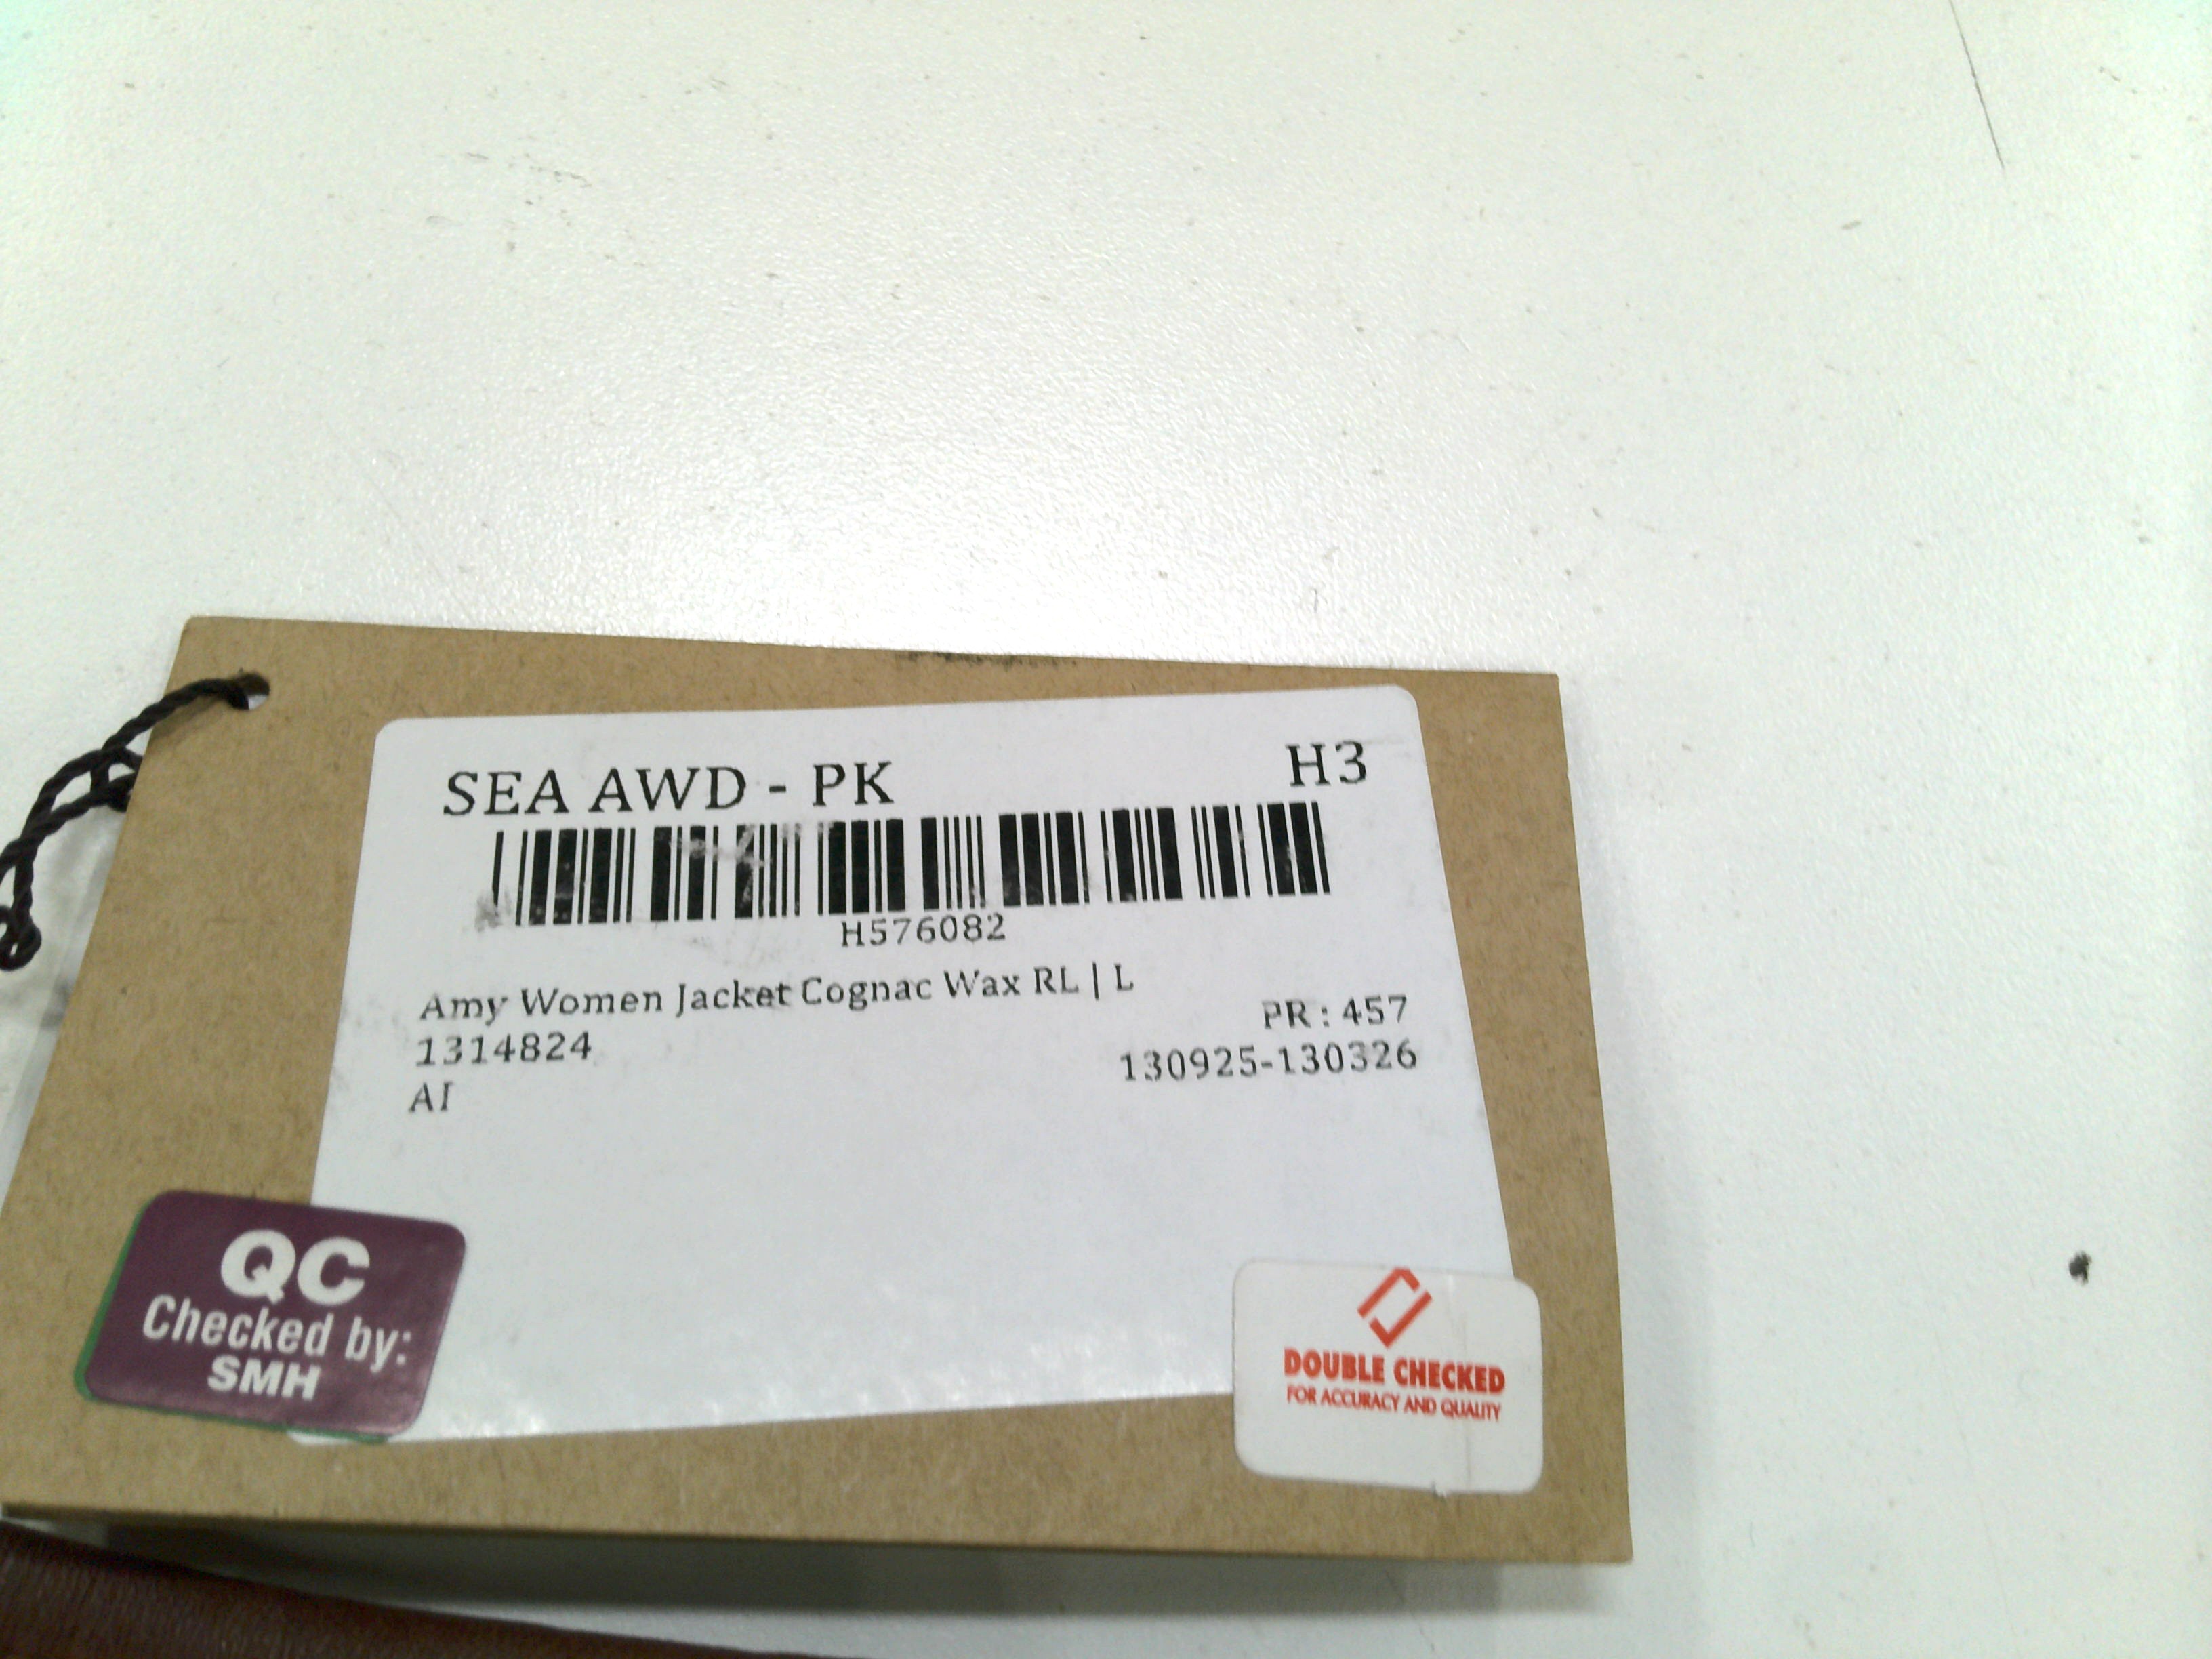 SEA AWD - PK
H3
H576082
Amy Women Jacket Cognac Wax RL | L
PR : 457
1314824
130925-130326
AI
QC
Checked by:
SMH
DOUBLE CHECKED
FOR ACCURACY AND QUALITY